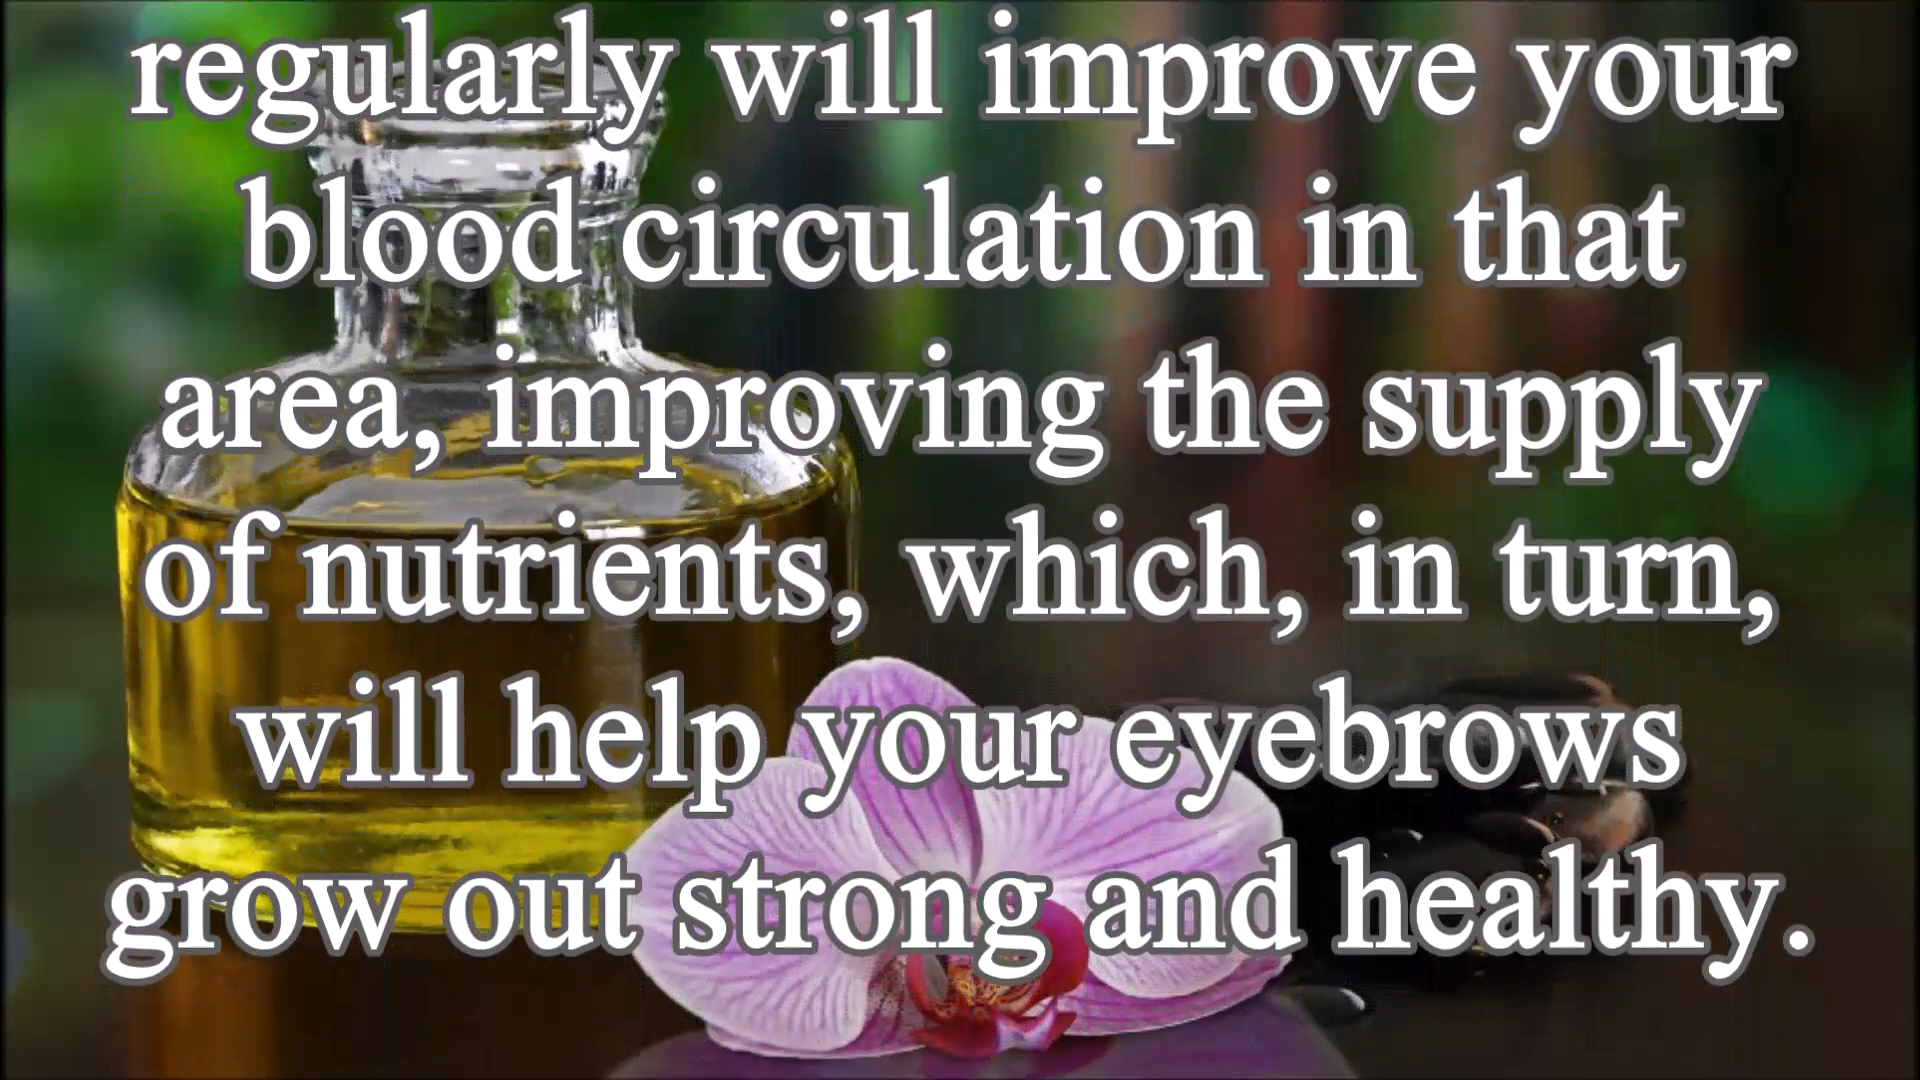 regularly will improve your
blood circulation in that
area, improving the supply
of nutrients, which, in turn,
will help your eyebrows
grow out strong and healthy.